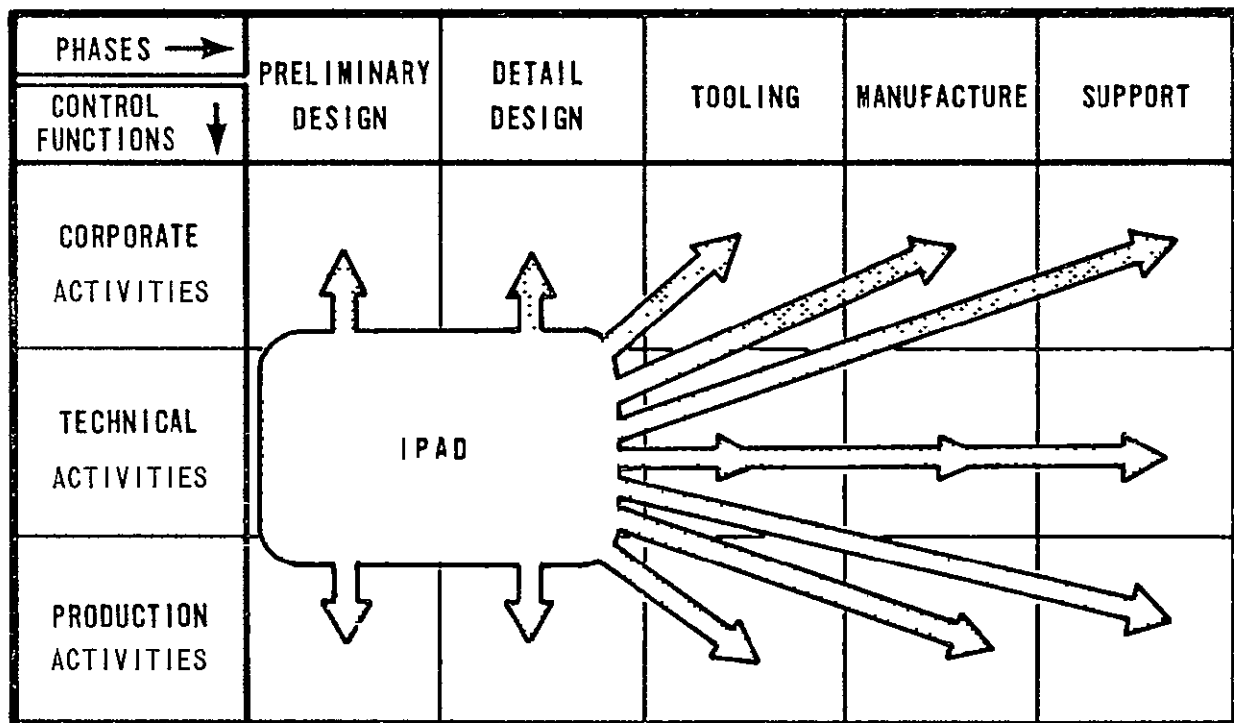 PHASES
PRELIMINARY
DESIGN
DETAIL
DESIGN
TOOLING
MANUFACTURE
SUPPORT
CONTROL
FUNCTIONS
CORPORATE
ACTIVITIES
TECHNICAL
ACTIVITIES
IPAD
PRODUCTION
ACTIVITIES